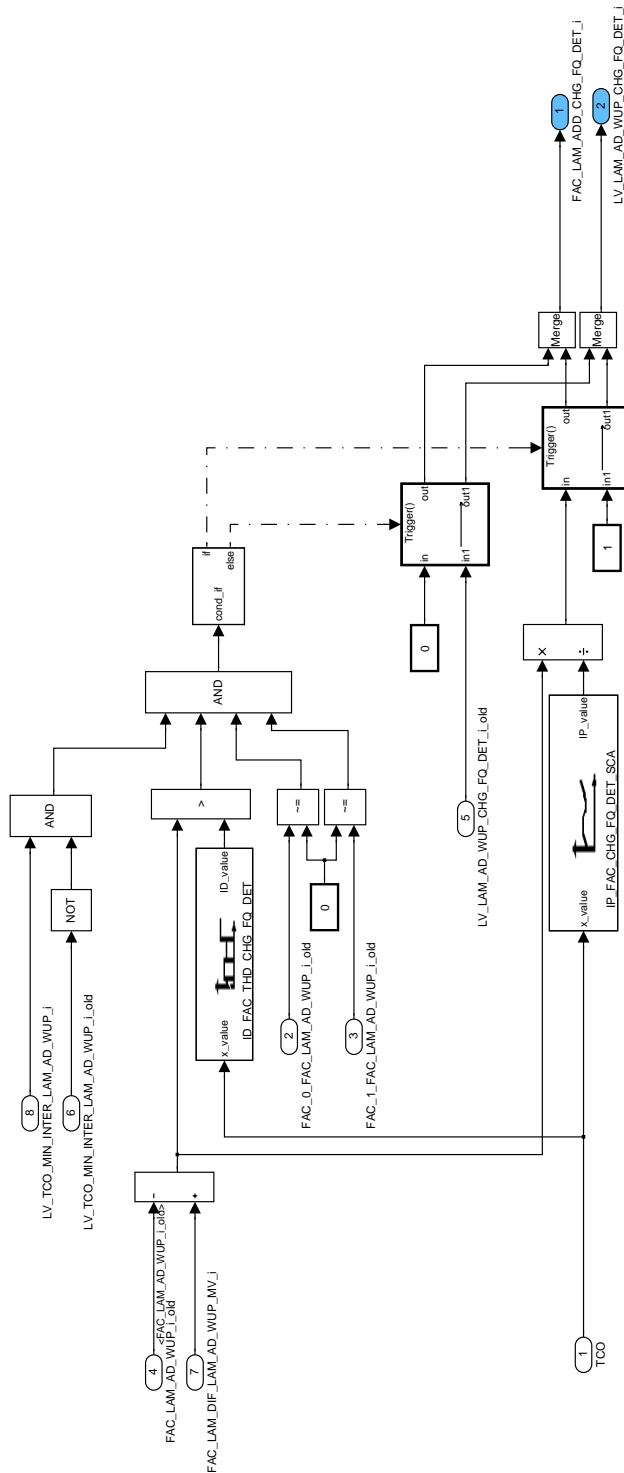 8
LV_TCO_MIN_INTER_LAM_AD_WUP_i
6
LV_TCO_MIN_INTER_LAM_AD_WUP_i_old
NOT
AND
4
<FAC_LAM_AD_WUP_i_old>
FAC_LAM_AD_WUP_i_old
7
FAC_LAM_DIF_LAM_AD_WUP_MV_i
-
+
x_value
ID_value
ID_FAC_THD_CHG_FQ_DET
>
2
FAC_0_FAC_LAM_AD_WUP_i_old
0
3
FAC_1_FAC_LAM_AD_WUP_i_old
~=
~=
AND
cond_if
if
else
0
5
LV_LAM_AD_WUP_CHG_FQ_DET_i_old
Trigger()
in
out
in1
out1
1
TCO
x_value
IP_value
IP_FAC_CHG_FQ_DET_SCA
×
÷
1
Trigger()
in
out
in1
out1
Merge
Merge
1
FAC_LAM_ADD_CHG_FQ_DET_i
2
LV_LAM_AD_WUP_CHG_FQ_DET_i